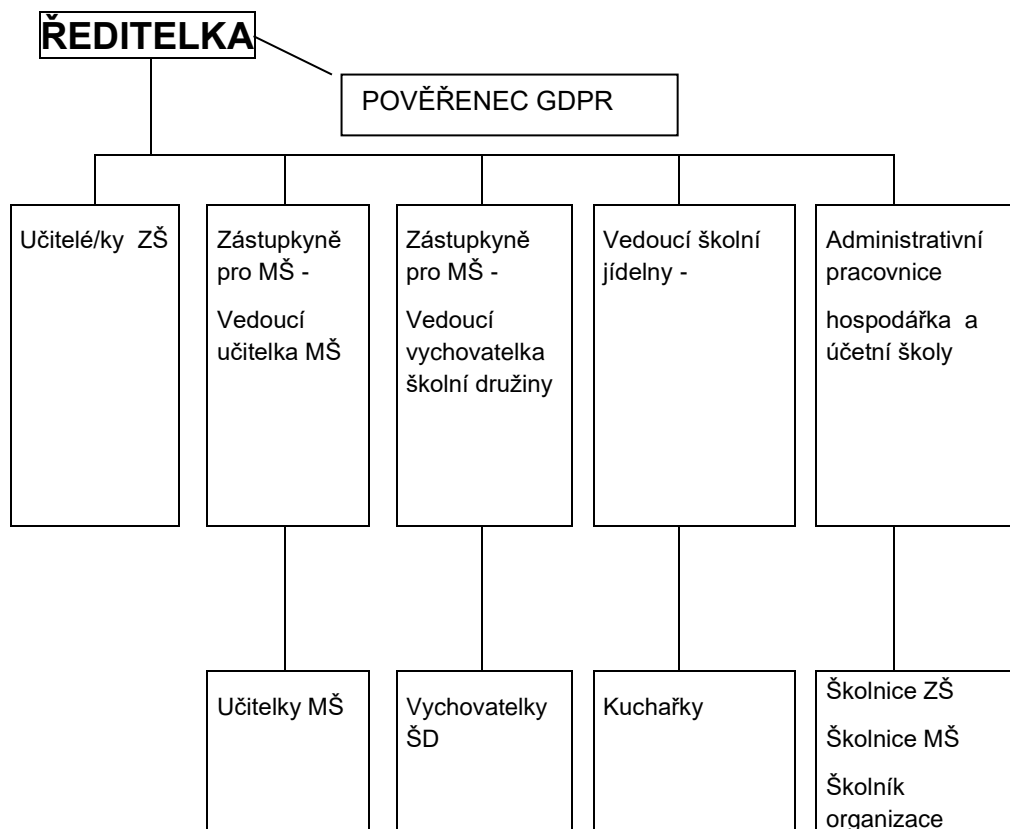 ŘEDITELKA
POVĚŘENEC GDPR
Učitelé/ky ZŠ
Zástupkyně
pro MŠ -
Vedoucí
učitelka MŠ
Zástupkyně
pro MŠ -
Vedoucí
vychovatelka
školní družiny
Vedoucí školní
jídelny -
Administrativní
pracovnice
hospodářka a
účetní školy
Učitelky MŠ
Vychovatelky
ŠD
Kuchařky
Školnice ZŠ
Školnice MŠ
Školník
organizace